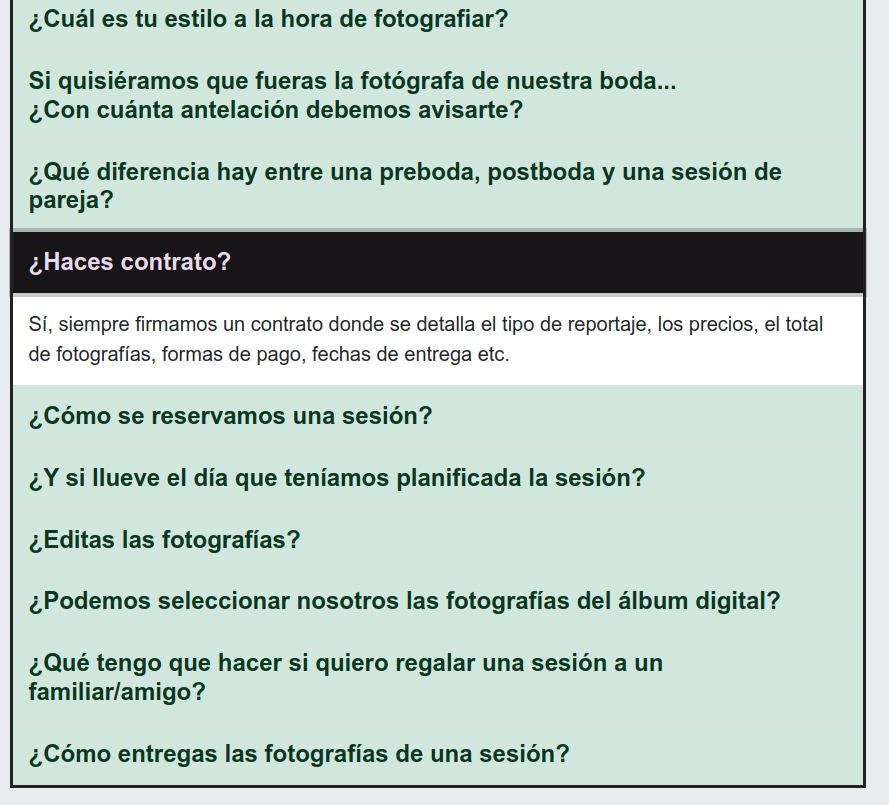 ¿Cuál es tu estilo a la hora de fotografiar?
Si quisiéramos que fueras la fotógrafa de nuestra boda...
¿Con cuánta antelación debemos avisarte?
¿Qué diferencia hay entre una preboda, postboda y una sesión de
pareja?
¿Haces contrato?
Sí, siempre firmamos un contrato donde se detalla el tipo de reportaje, los precios, el total
de fotografías, formas de pago, fechas de entrega etc.
¿Cómo se reservamos una sesión?
¿Y si llueve el día que teníamos planificada la sesión?
¿Editas las fotografías?
¿Podemos seleccionar nosotros las fotografías del álbum digital?
¿Qué tengo que hacer si quiero regalar una sesión a un
familiar/amigo?
¿Cómo entregas las fotografías de una sesión?